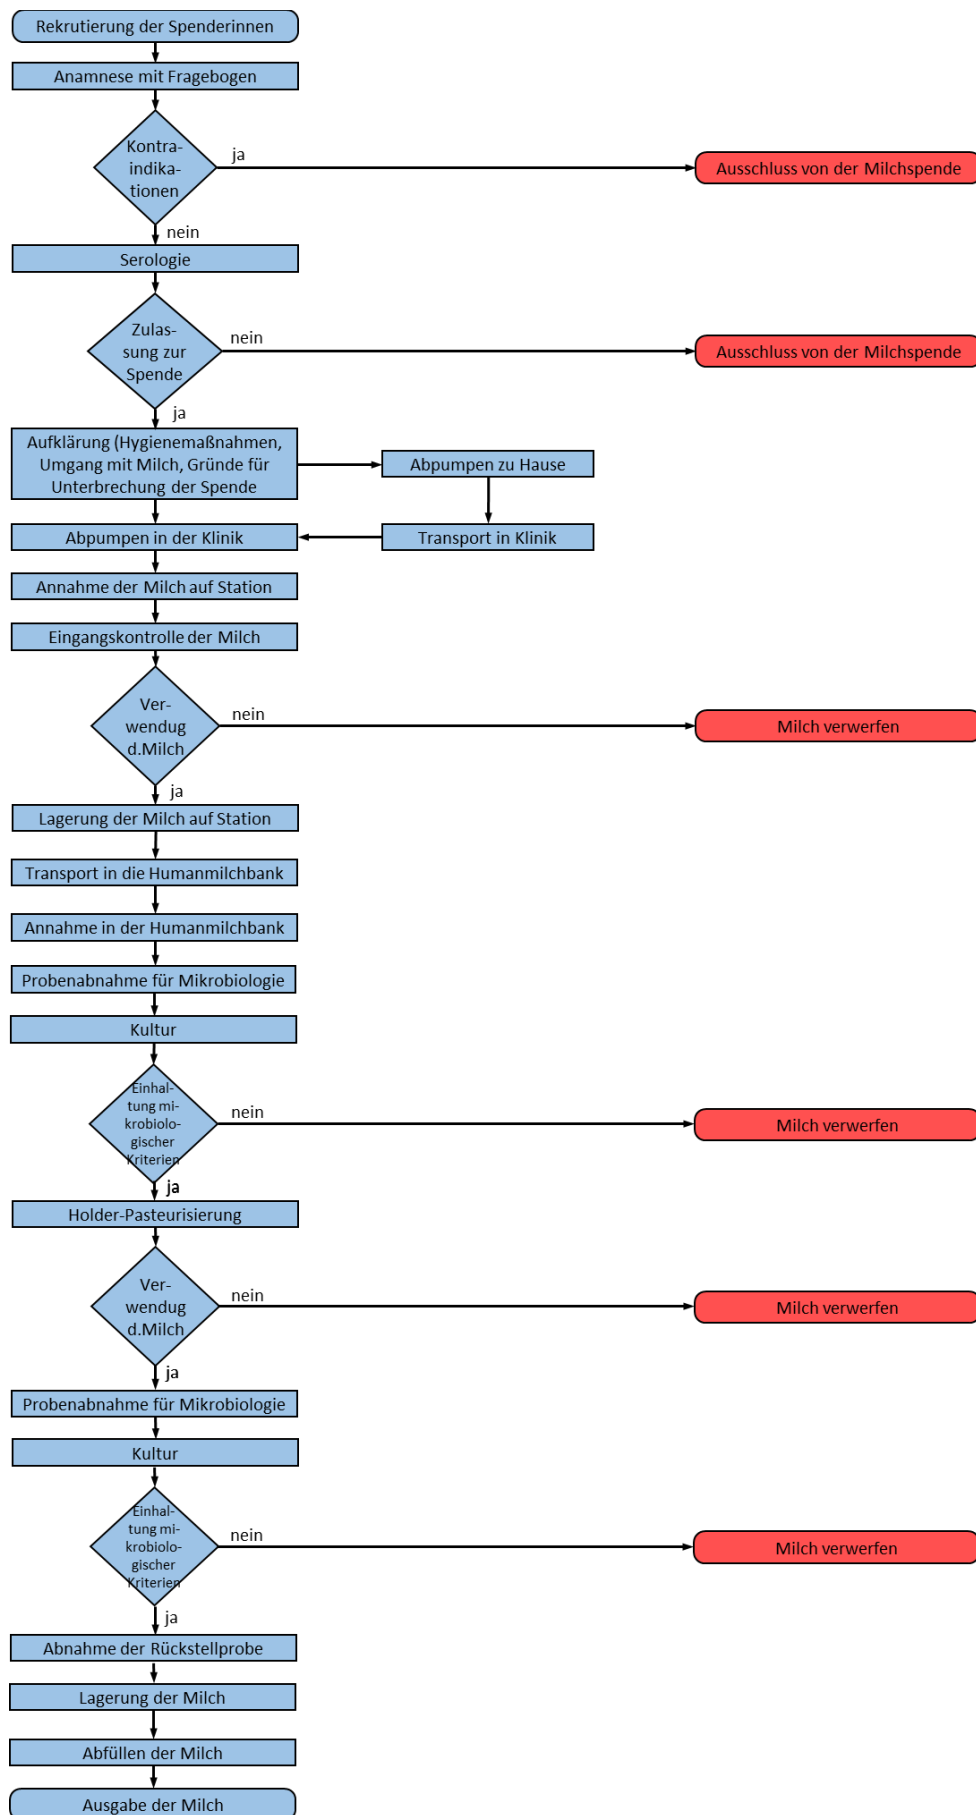 Rekrutierung der Spenderinnen
Anamnese mit Fragebogen
Kontra-
indika-
tionen
ja
Ausschluss von der Milchspende
nein
Serologie
Zulas-
sung zur
Spende
nein
Ausschluss von der Milchspende
ja
Aufklärung (Hygienemaßnahmen,
Umgang mit Milch, Gründe für
Unterbrechung der Spende
Abpumpen zu Hause
Abpumpen in der Klinik
Transport in Klinik
Annahme der Milch auf Station
Eingangskontrolle der Milch
Ver-
wendug
d.Milch
nein
Milch verwerfen
ja
Lagerung der Milch auf Station
Transport in die Humanmilchbank
Annahme in der Humanmilchbank
Probenabnahme für Mikrobiologie
Kultur
Einhal-
tung mi-
krobiolo-
gischer
Kriterien
nein
Milch verwerfen
ja
Holder-Pasteurisierung
Ver-
wendug
d.Milch
nein
Milch verwerfen
ja
Probenabnahme für Mikrobiologie
Kultur
Einhal-
tung mi-
krobiolo-
gischer
Kriterien
nein
Milch verwerfen
ja
Abnahme der Rückstellprobe
Lagerung der Milch
Abfüllen der Milch
Ausgabe der Milch